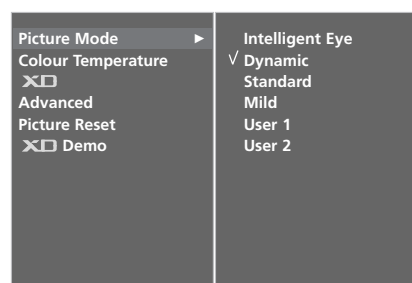 Picture Mode ►
Colour Temperature
XD
Advanced
Picture Reset
XD Demo
Intelligent Eye
√ Dynamic
Standard
Mild
User 1
User 2